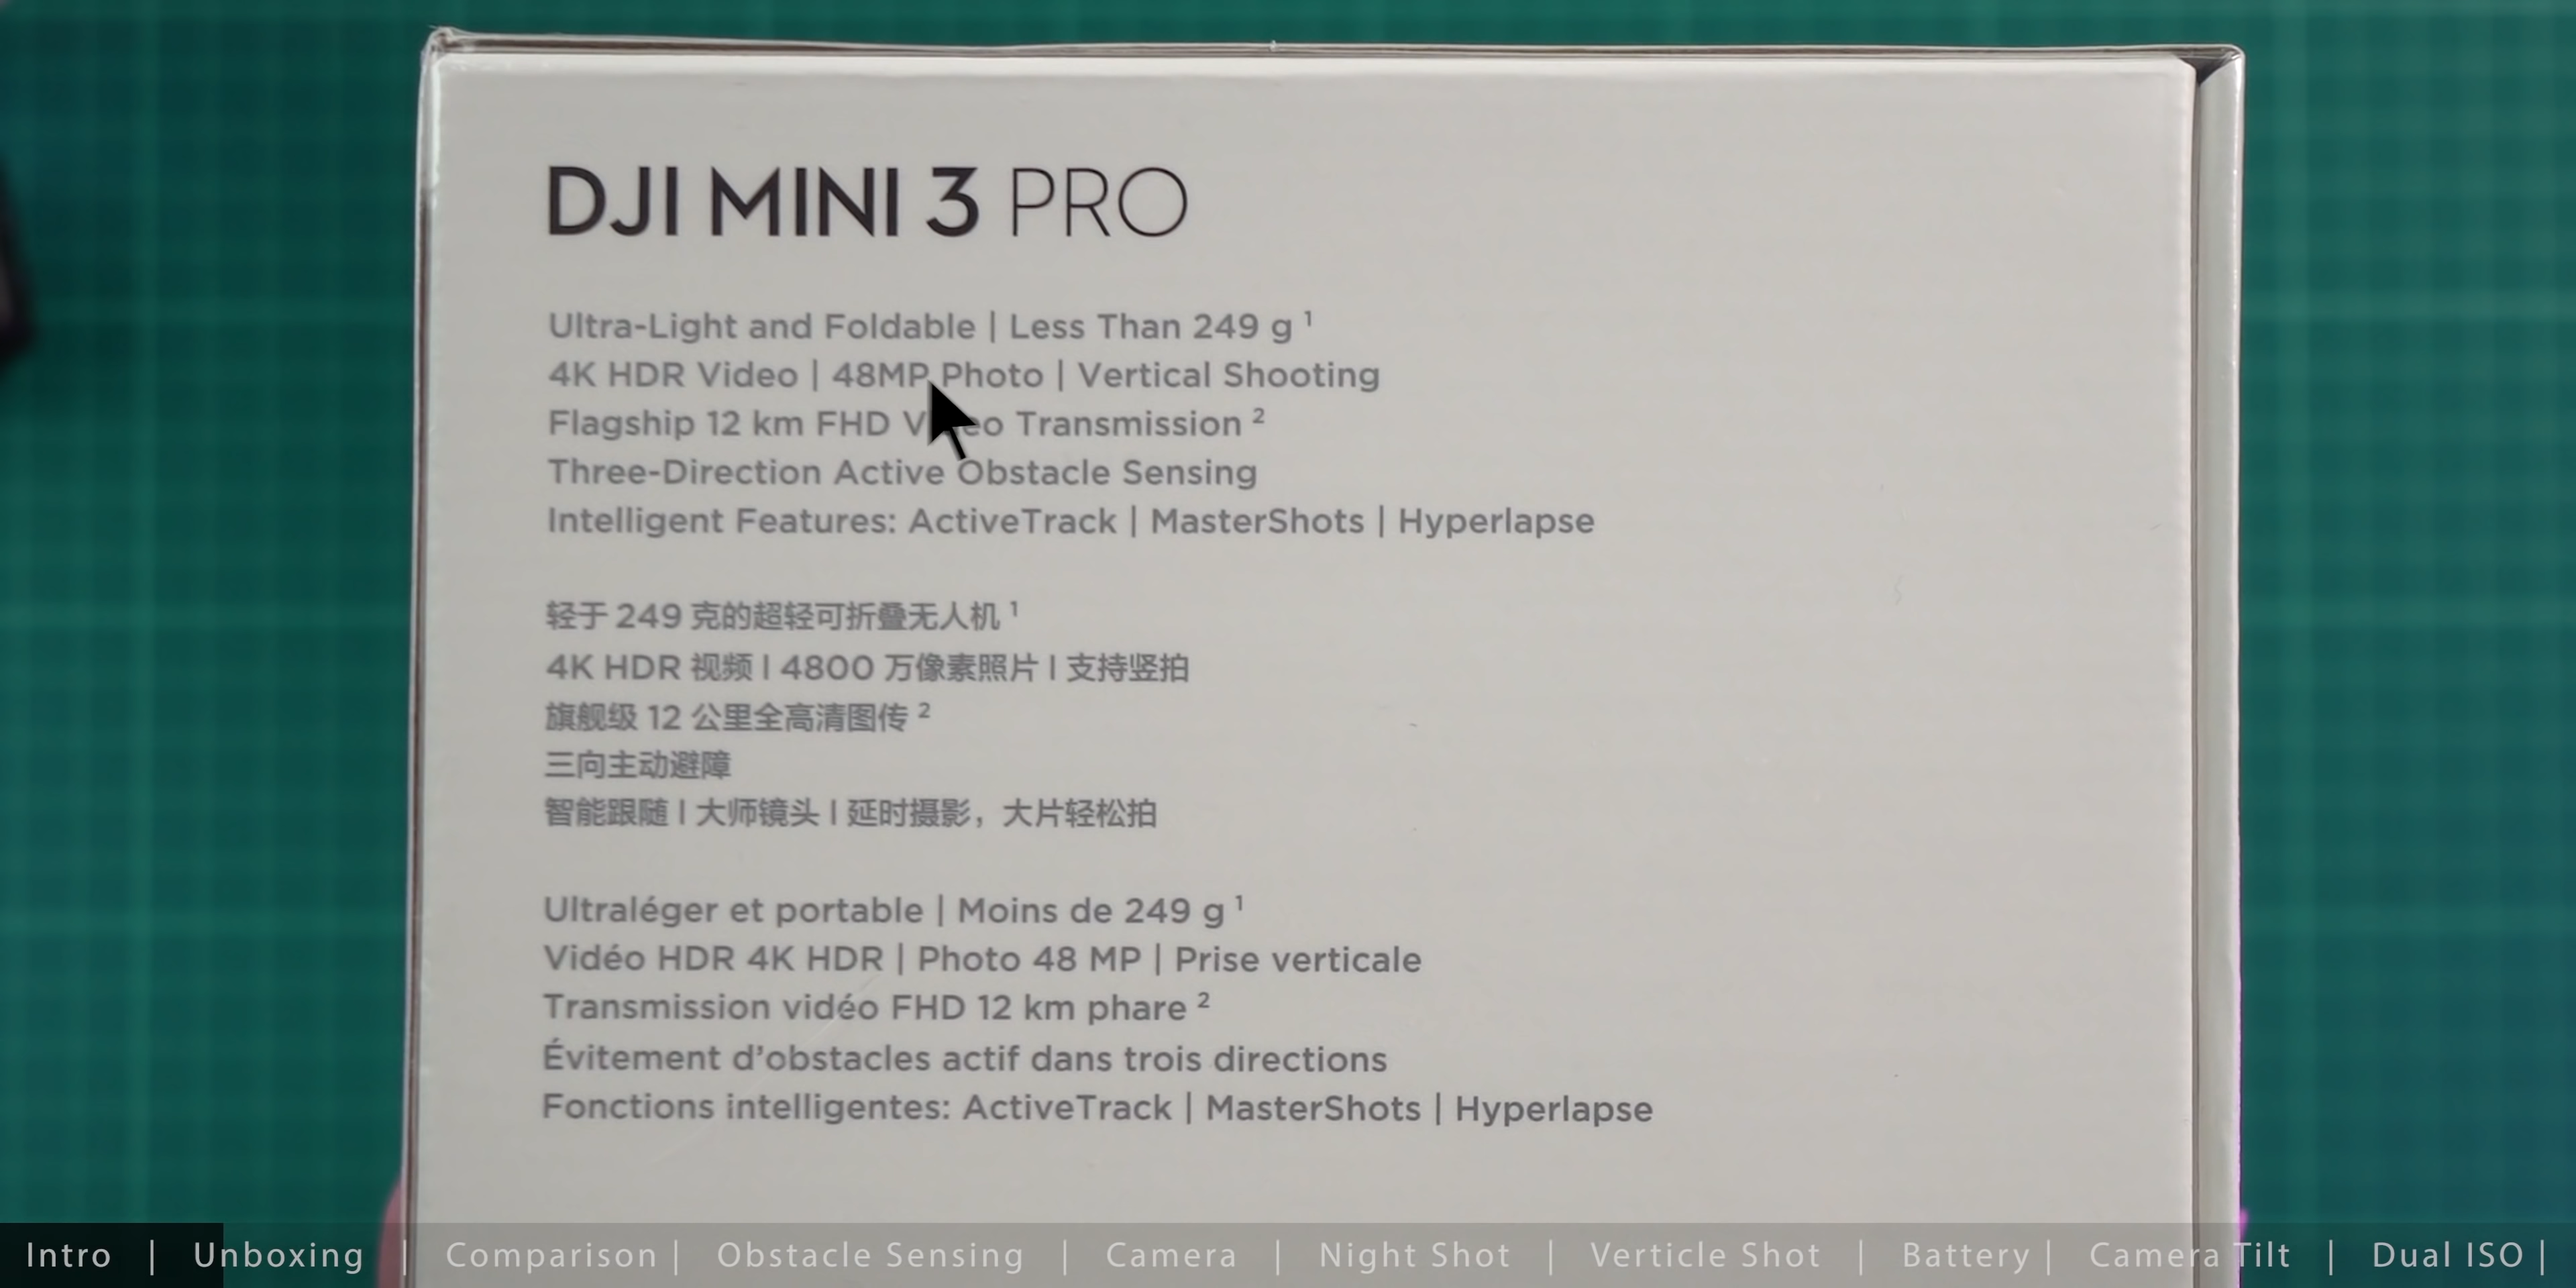 DJI MINI 3 PRO
Ultra-Light and Foldable | Less Than 249 g ¹
4K HDR Video | 48MP Photo | Vertical Shooting
Flagship 12 km FHD Video Transmission ²
Three-Direction Active Obstacle Sensing
Intelligent Features: ActiveTrack | MasterShots | Hyperlapse
轻于 249 克的超轻可折叠无人机 ¹
4K HDR 视频 | 4800 万像素照片 | 支持竖拍
旗舰级 12 公里全高清图传 ²
三向主动避障
智能跟随 | 大师镜头 | 延时摄影，大片轻松拍
Ultraléger et portable | Moins de 249 g ¹
Vidéo HDR 4K HDR | Photo 48 MP | Prise verticale
Transmission vidéo FHD 12 km phare ²
Évitement d’obstacles actif dans trois directions
Fonctions intelligentes: ActiveTrack | MasterShots | Hyperlapse
Intro | Unboxing | Comparison | Obstacle Sensing | Camera | Night Shot | Verticle Shot | Battery | Camera Tilt | Dual ISO |